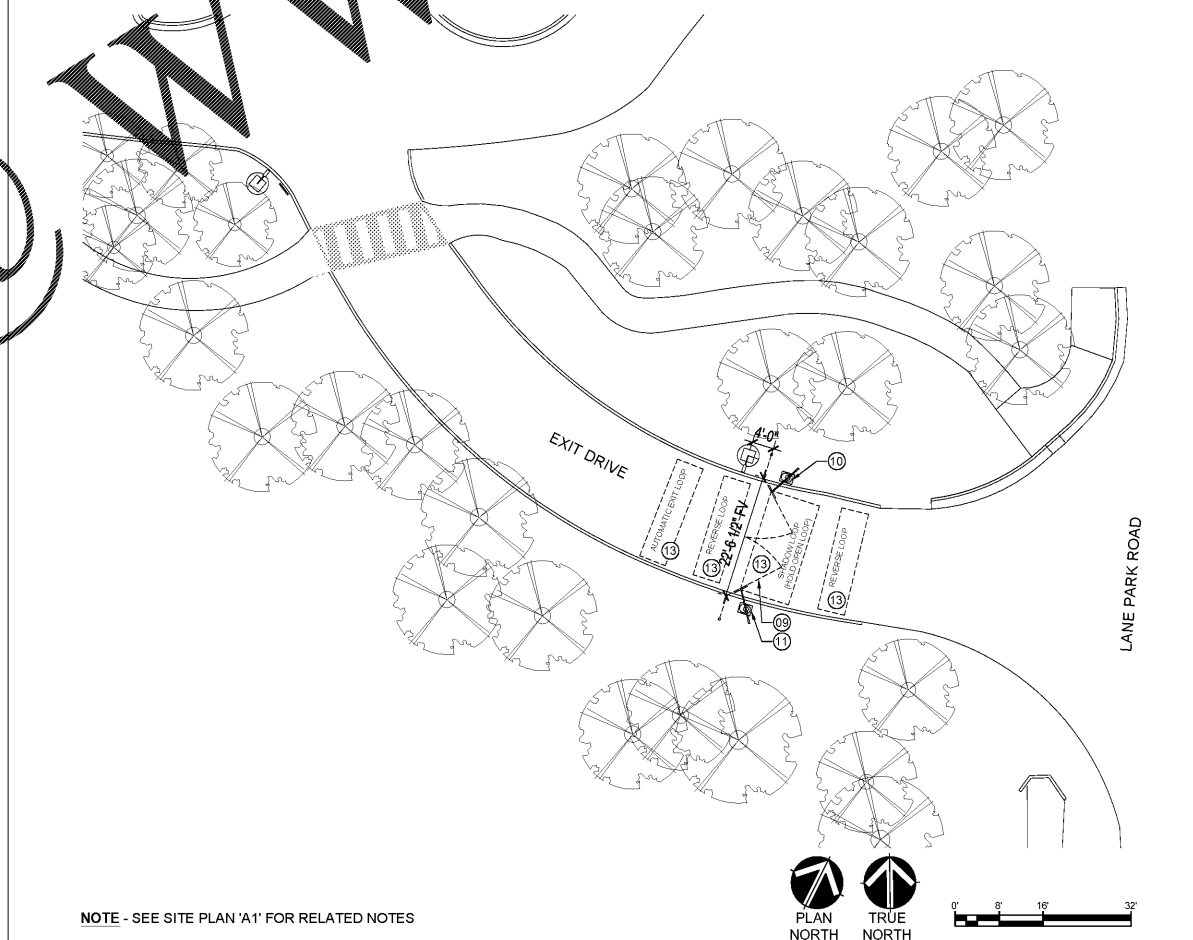 WW
4'-0"
10
EXIT DRIVE
AUTOMATIC EXIT LOOP
REVERSE LOOP
22'-6 1/2" FV
SHADOW LOOP
(HOLD OPEN LOOP)
REVERSE LOOP
13
13
13
13
09
11
LANE PARK ROAD
PLAN
NORTH
TRUE
NORTH
0' 8' 16' 32'
NOTE - SEE SITE PLAN 'A1' FOR RELATED NOTES